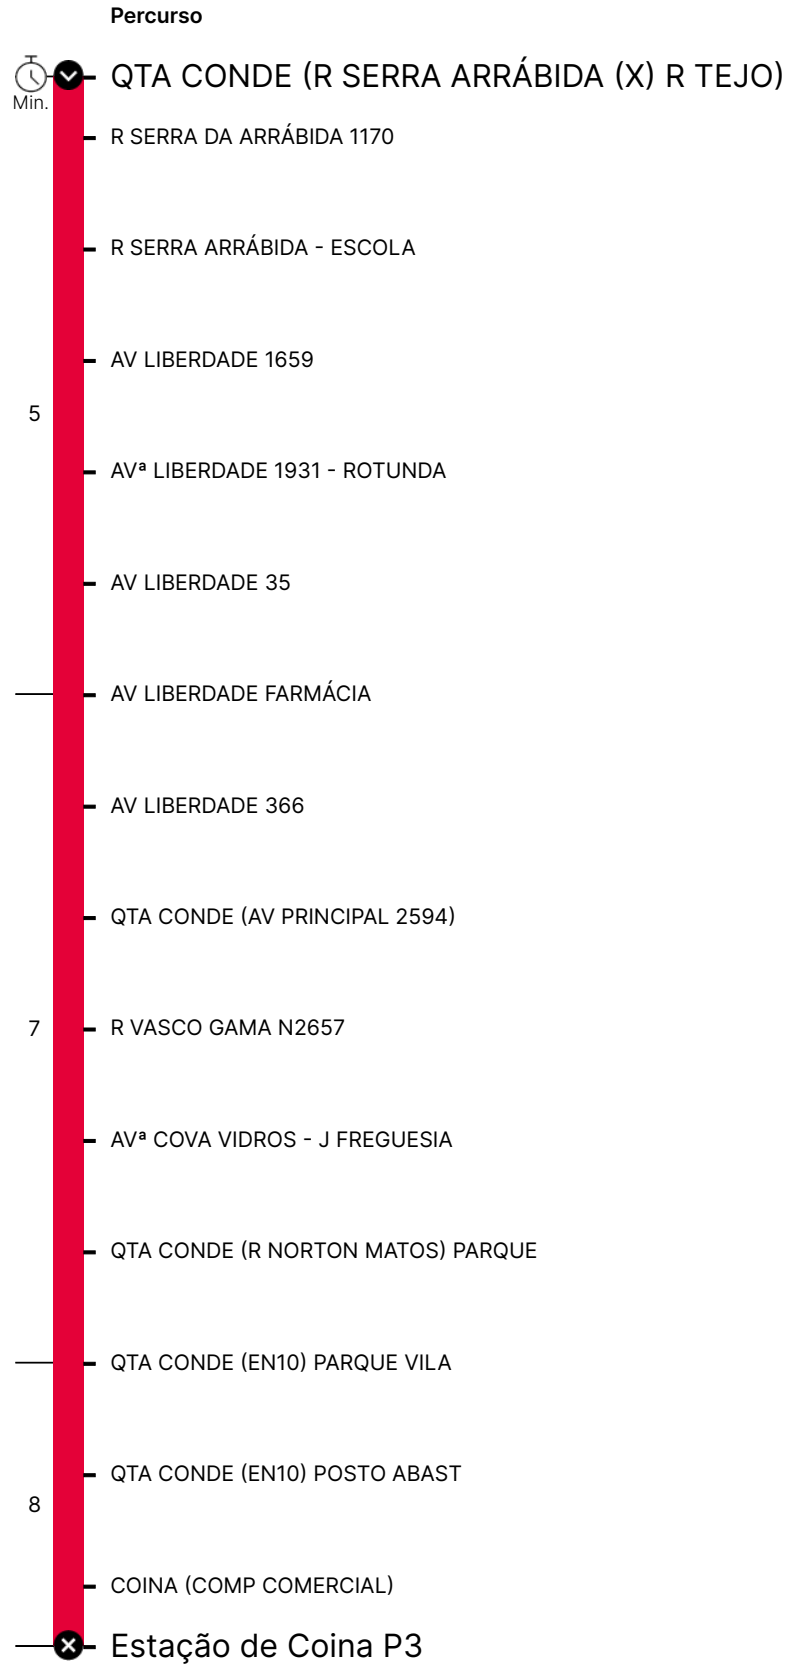 Percurso
QTA CONDE (R SERRA ARRÁBIDA (X) R TEJO)
Min.
R SERRA DA ARRÁBIDA 1170
R SERRA ARRÁBIDA - ESCOLA
AV LIBERDADE 1659
5
AVª LIBERDADE 1931 - ROTUNDA
AV LIBERDADE 35
AV LIBERDADE FARMÁCIA
AV LIBERDADE 366
QTA CONDE (AV PRINCIPAL 2594)
7 R VASCO GAMA N2657
AVª COVA VIDROS - J FREGUESIA
QTA CONDE (R NORTON MATOS) PARQUE
QTA CONDE (EN10) PARQUE VILA
QTA CONDE (EN10) POSTO ABAST
8
COINA (COMP COMERCIAL)
Estação de Coina P3